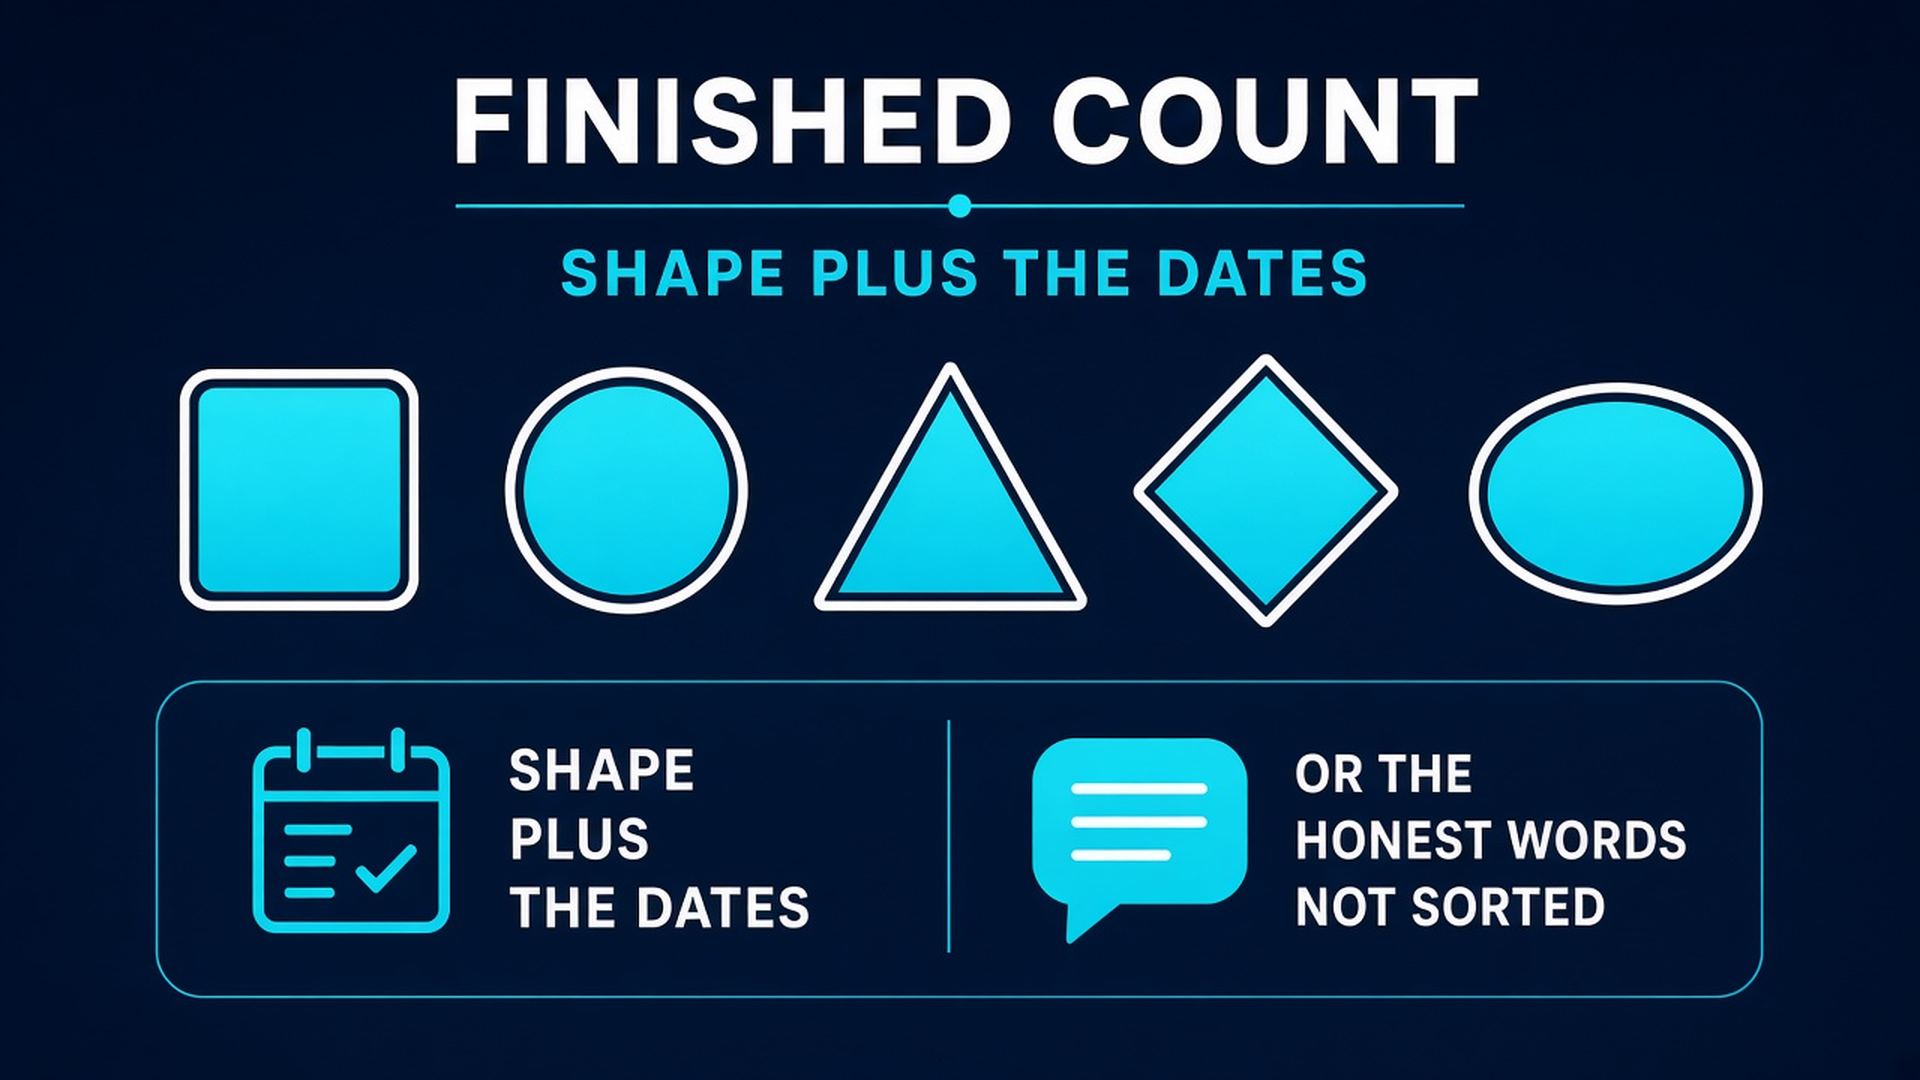 FINISHED COUNT
SHAPE PLUS THE DATES
SHAPE
PLUS
THE DATES
OR THE
HONEST WORDS
NOT SORTED